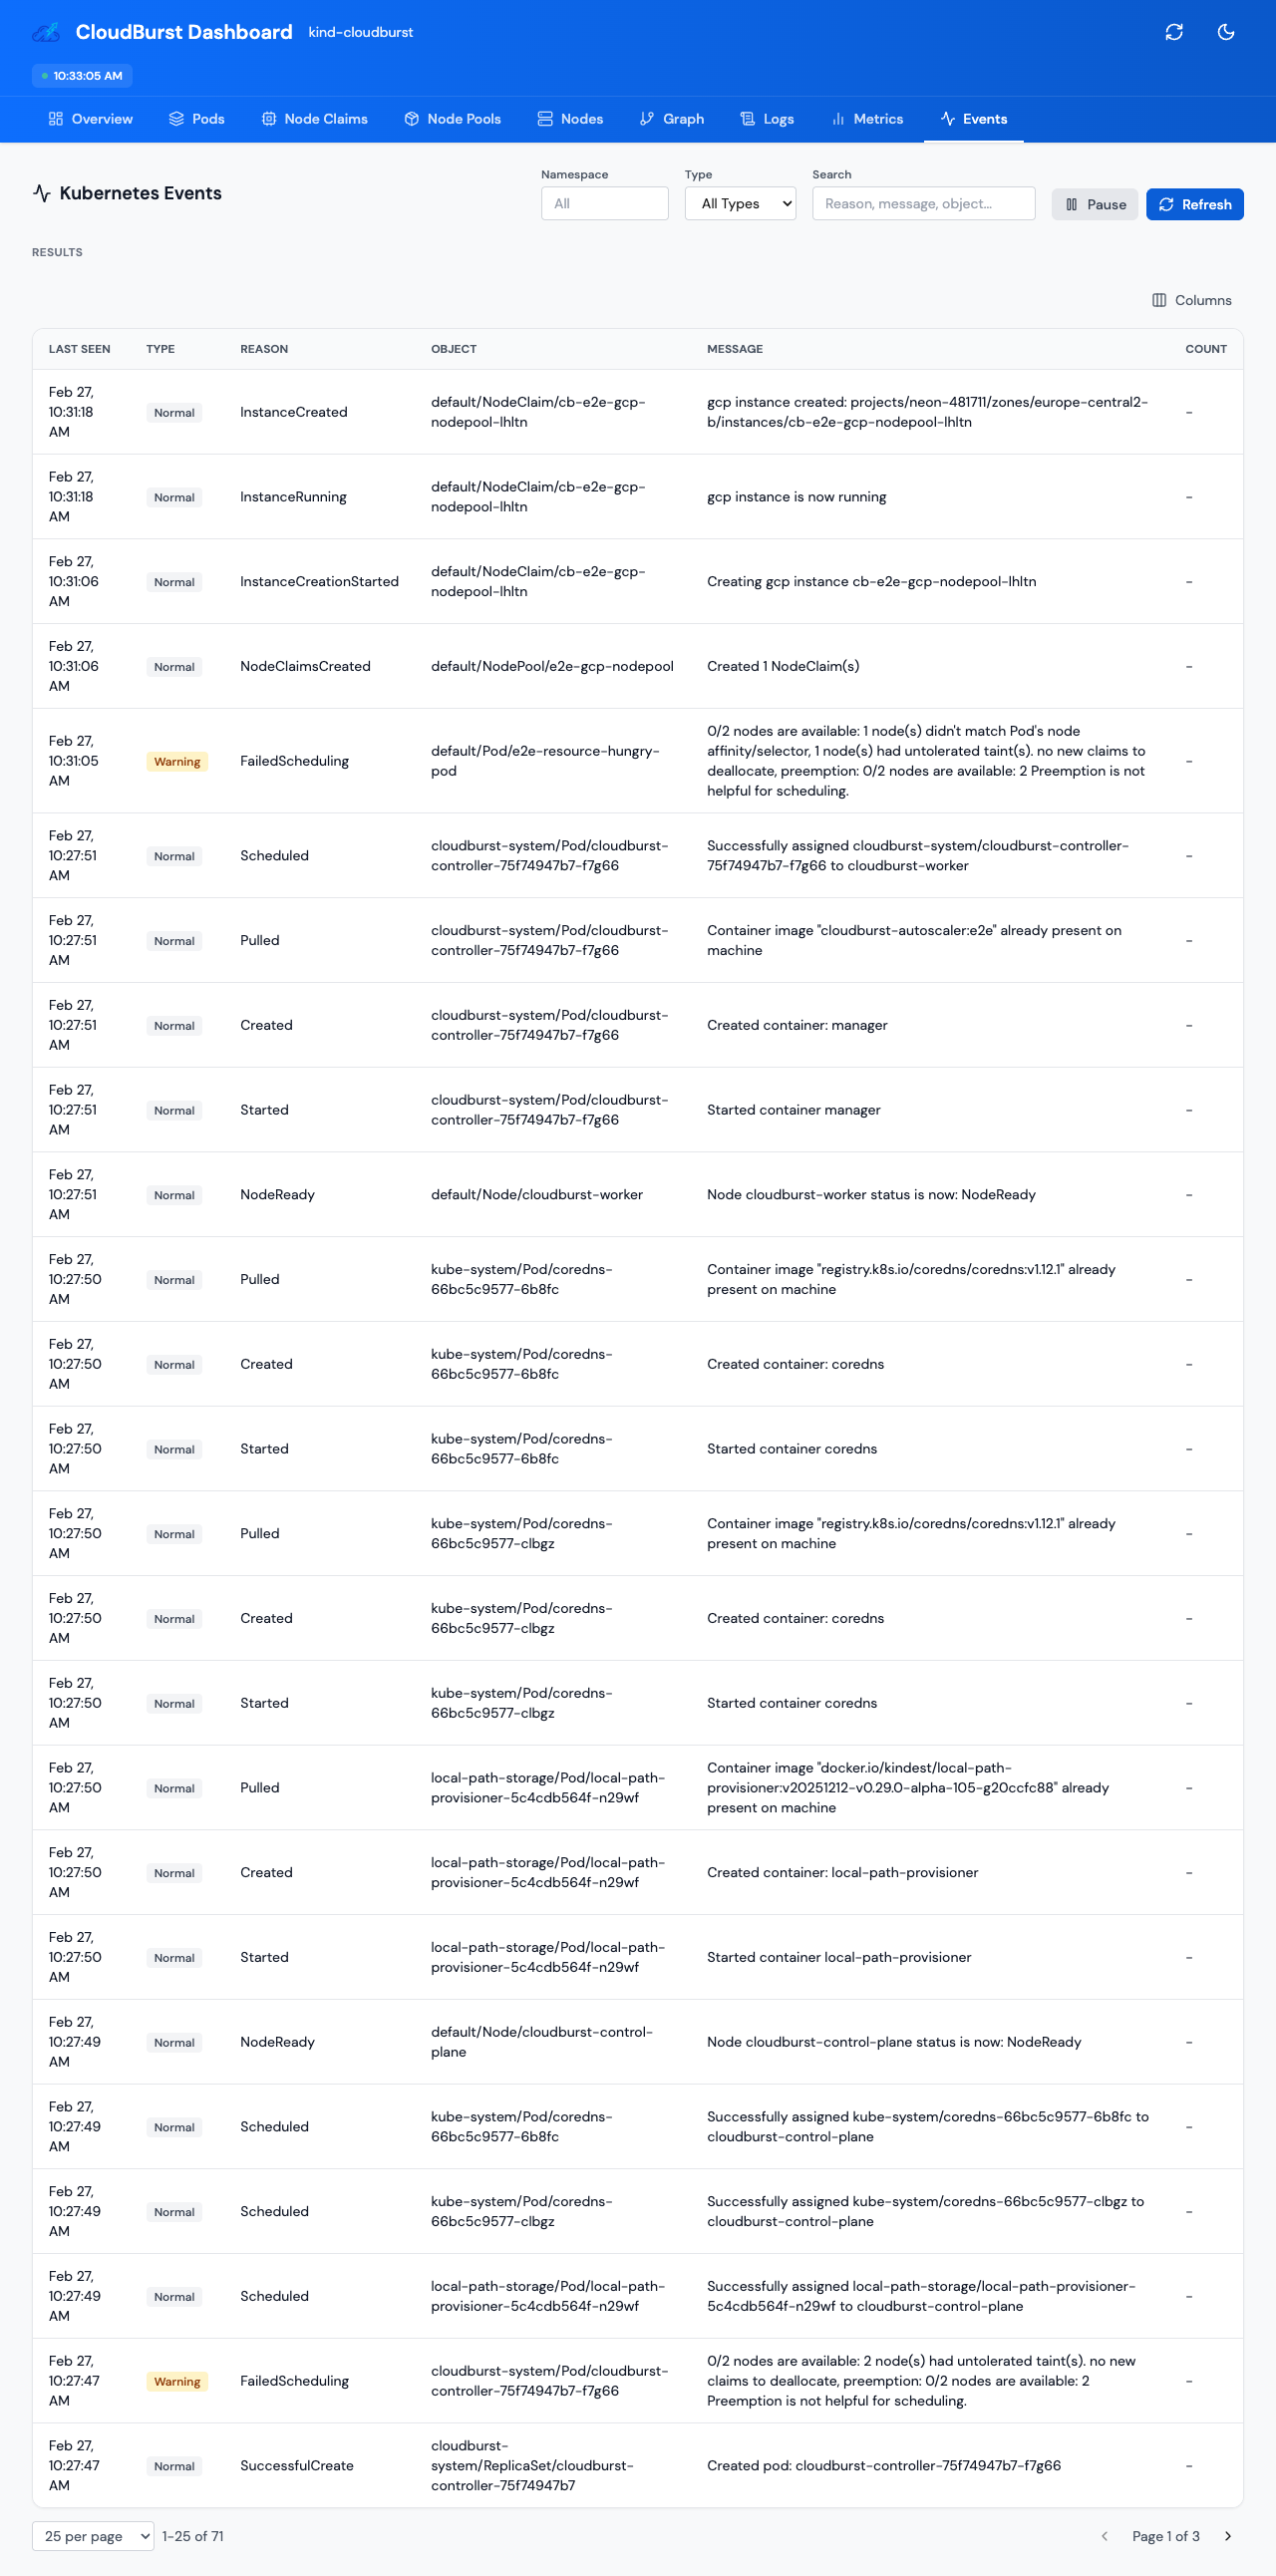 CloudBurst Dashboard kind-cloudburst
10:33:05 AM
Overview Pods Node Claims Node Pools Nodes Graph Logs Metrics Events
Kubernetes Events
Namespace Type Search
All All Types Reason, message, object... Pause Refresh
RESULTS
Columns
LAST SEEN TYPE REASON OBJECT MESSAGE COUNT
Feb 27,
10:31:18
AM
Normal
InstanceCreated
default/NodeClaim/cb-e2e-gcp-
nodepool-lhltn
gcp instance created: projects/neon-481711/zones/europe-central2-
b/instances/cb-e2e-gcp-nodepool-lhltn
-
Feb 27,
10:31:18
AM
Normal
InstanceRunning
default/NodeClaim/cb-e2e-gcp-
nodepool-lhltn
gcp instance is now running
-
Feb 27,
10:31:06
AM
Normal
InstanceCreationStarted
default/NodeClaim/cb-e2e-gcp-
nodepool-lhltn
Creating gcp instance cb-e2e-gcp-nodepool-lhltn
-
Feb 27,
10:31:06
AM
Normal
NodeClaimsCreated
default/NodePool/e2e-gcp-nodepool
Created 1 NodeClaim(s)
-
Feb 27,
10:31:05
AM
Warning
FailedScheduling
default/Pod/e2e-resource-hungry-
pod
0/2 nodes are available: 1 node(s) didn't match Pod's node
affinity/selector, 1 node(s) had untolerated taint(s). no new claims to
deallocate, preemption: 0/2 nodes are available: 2 Preemption is not
helpful for scheduling.
-
Feb 27,
10:27:51
AM
Normal
Scheduled
cloudburst-system/Pod/cloudburst-
controller-75f74947b7-f7g66
Successfully assigned cloudburst-system/cloudburst-controller-
75f74947b7-f7g66 to cloudburst-worker
-
Feb 27,
10:27:51
AM
Normal
Pulled
cloudburst-system/Pod/cloudburst-
controller-75f74947b7-f7g66
Container image "cloudburst-autoscaler:e2e" already present on
machine
-
Feb 27,
10:27:51
AM
Normal
Created
cloudburst-system/Pod/cloudburst-
controller-75f74947b7-f7g66
Created container: manager
-
Feb 27,
10:27:51
AM
Normal
Started
cloudburst-system/Pod/cloudburst-
controller-75f74947b7-f7g66
Started container manager
-
Feb 27,
10:27:51
AM
Normal
NodeReady
default/Node/cloudburst-worker
Node cloudburst-worker status is now: NodeReady
-
Feb 27,
10:27:50
AM
Normal
Pulled
kube-system/Pod/coredns-
66bc5c9577-6b8fc
Container image "registry.k8s.io/coredns/coredns:v1.12.1" already
present on machine
-
Feb 27,
10:27:50
AM
Normal
Created
kube-system/Pod/coredns-
66bc5c9577-6b8fc
Created container: coredns
-
Feb 27,
10:27:50
AM
Normal
Started
kube-system/Pod/coredns-
66bc5c9577-6b8fc
Started container coredns
-
Feb 27,
10:27:50
AM
Normal
Pulled
kube-system/Pod/coredns-
66bc5c9577-clbgz
Container image "registry.k8s.io/coredns/coredns:v1.12.1" already
present on machine
-
Feb 27,
10:27:50
AM
Normal
Created
kube-system/Pod/coredns-
66bc5c9577-clbgz
Created container: coredns
-
Feb 27,
10:27:50
AM
Normal
Started
kube-system/Pod/coredns-
66bc5c9577-clbgz
Started container coredns
-
Feb 27,
10:27:50
AM
Normal
Pulled
local-path-storage/Pod/local-path-
provisioner-5c4cdb564f-n29wf
Container image "docker.io/kindest/local-path-
provisioner:v20251212-v0.29.0-alpha-105-g20ccfc88" already
present on machine
-
Feb 27,
10:27:50
AM
Normal
Created
local-path-storage/Pod/local-path-
provisioner-5c4cdb564f-n29wf
Created container: local-path-provisioner
-
Feb 27,
10:27:50
AM
Normal
Started
local-path-storage/Pod/local-path-
provisioner-5c4cdb564f-n29wf
Started container local-path-provisioner
-
Feb 27,
10:27:49
AM
Normal
NodeReady
default/Node/cloudburst-control-
plane
Node cloudburst-control-plane status is now: NodeReady
-
Feb 27,
10:27:49
AM
Normal
Scheduled
kube-system/Pod/coredns-
66bc5c9577-6b8fc
Successfully assigned kube-system/coredns-66bc5c9577-6b8fc to
cloudburst-control-plane
-
Feb 27,
10:27:49
AM
Normal
Scheduled
kube-system/Pod/coredns-
66bc5c9577-clbgz
Successfully assigned kube-system/coredns-66bc5c9577-clbgz to
cloudburst-control-plane
-
Feb 27,
10:27:49
AM
Normal
Scheduled
local-path-storage/Pod/local-path-
provisioner-5c4cdb564f-n29wf
Successfully assigned local-path-storage/local-path-provisioner-
5c4cdb564f-n29wf to cloudburst-control-plane
-
Feb 27,
10:27:47
AM
Warning
FailedScheduling
cloudburst-system/Pod/cloudburst-
controller-75f74947b7-f7g66
0/2 nodes are available: 2 node(s) had untolerated taint(s). no new
claims to deallocate, preemption: 0/2 nodes are available: 2
Preemption is not helpful for scheduling.
-
Feb 27,
10:27:47
AM
Normal
SuccessfulCreate
cloudburst-
system/ReplicaSet/cloudburst-
controller-75f74947b7
Created pod: cloudburst-controller-75f74947b7-f7g66
-
25 per page 1-25 of 71 Page 1 of 3